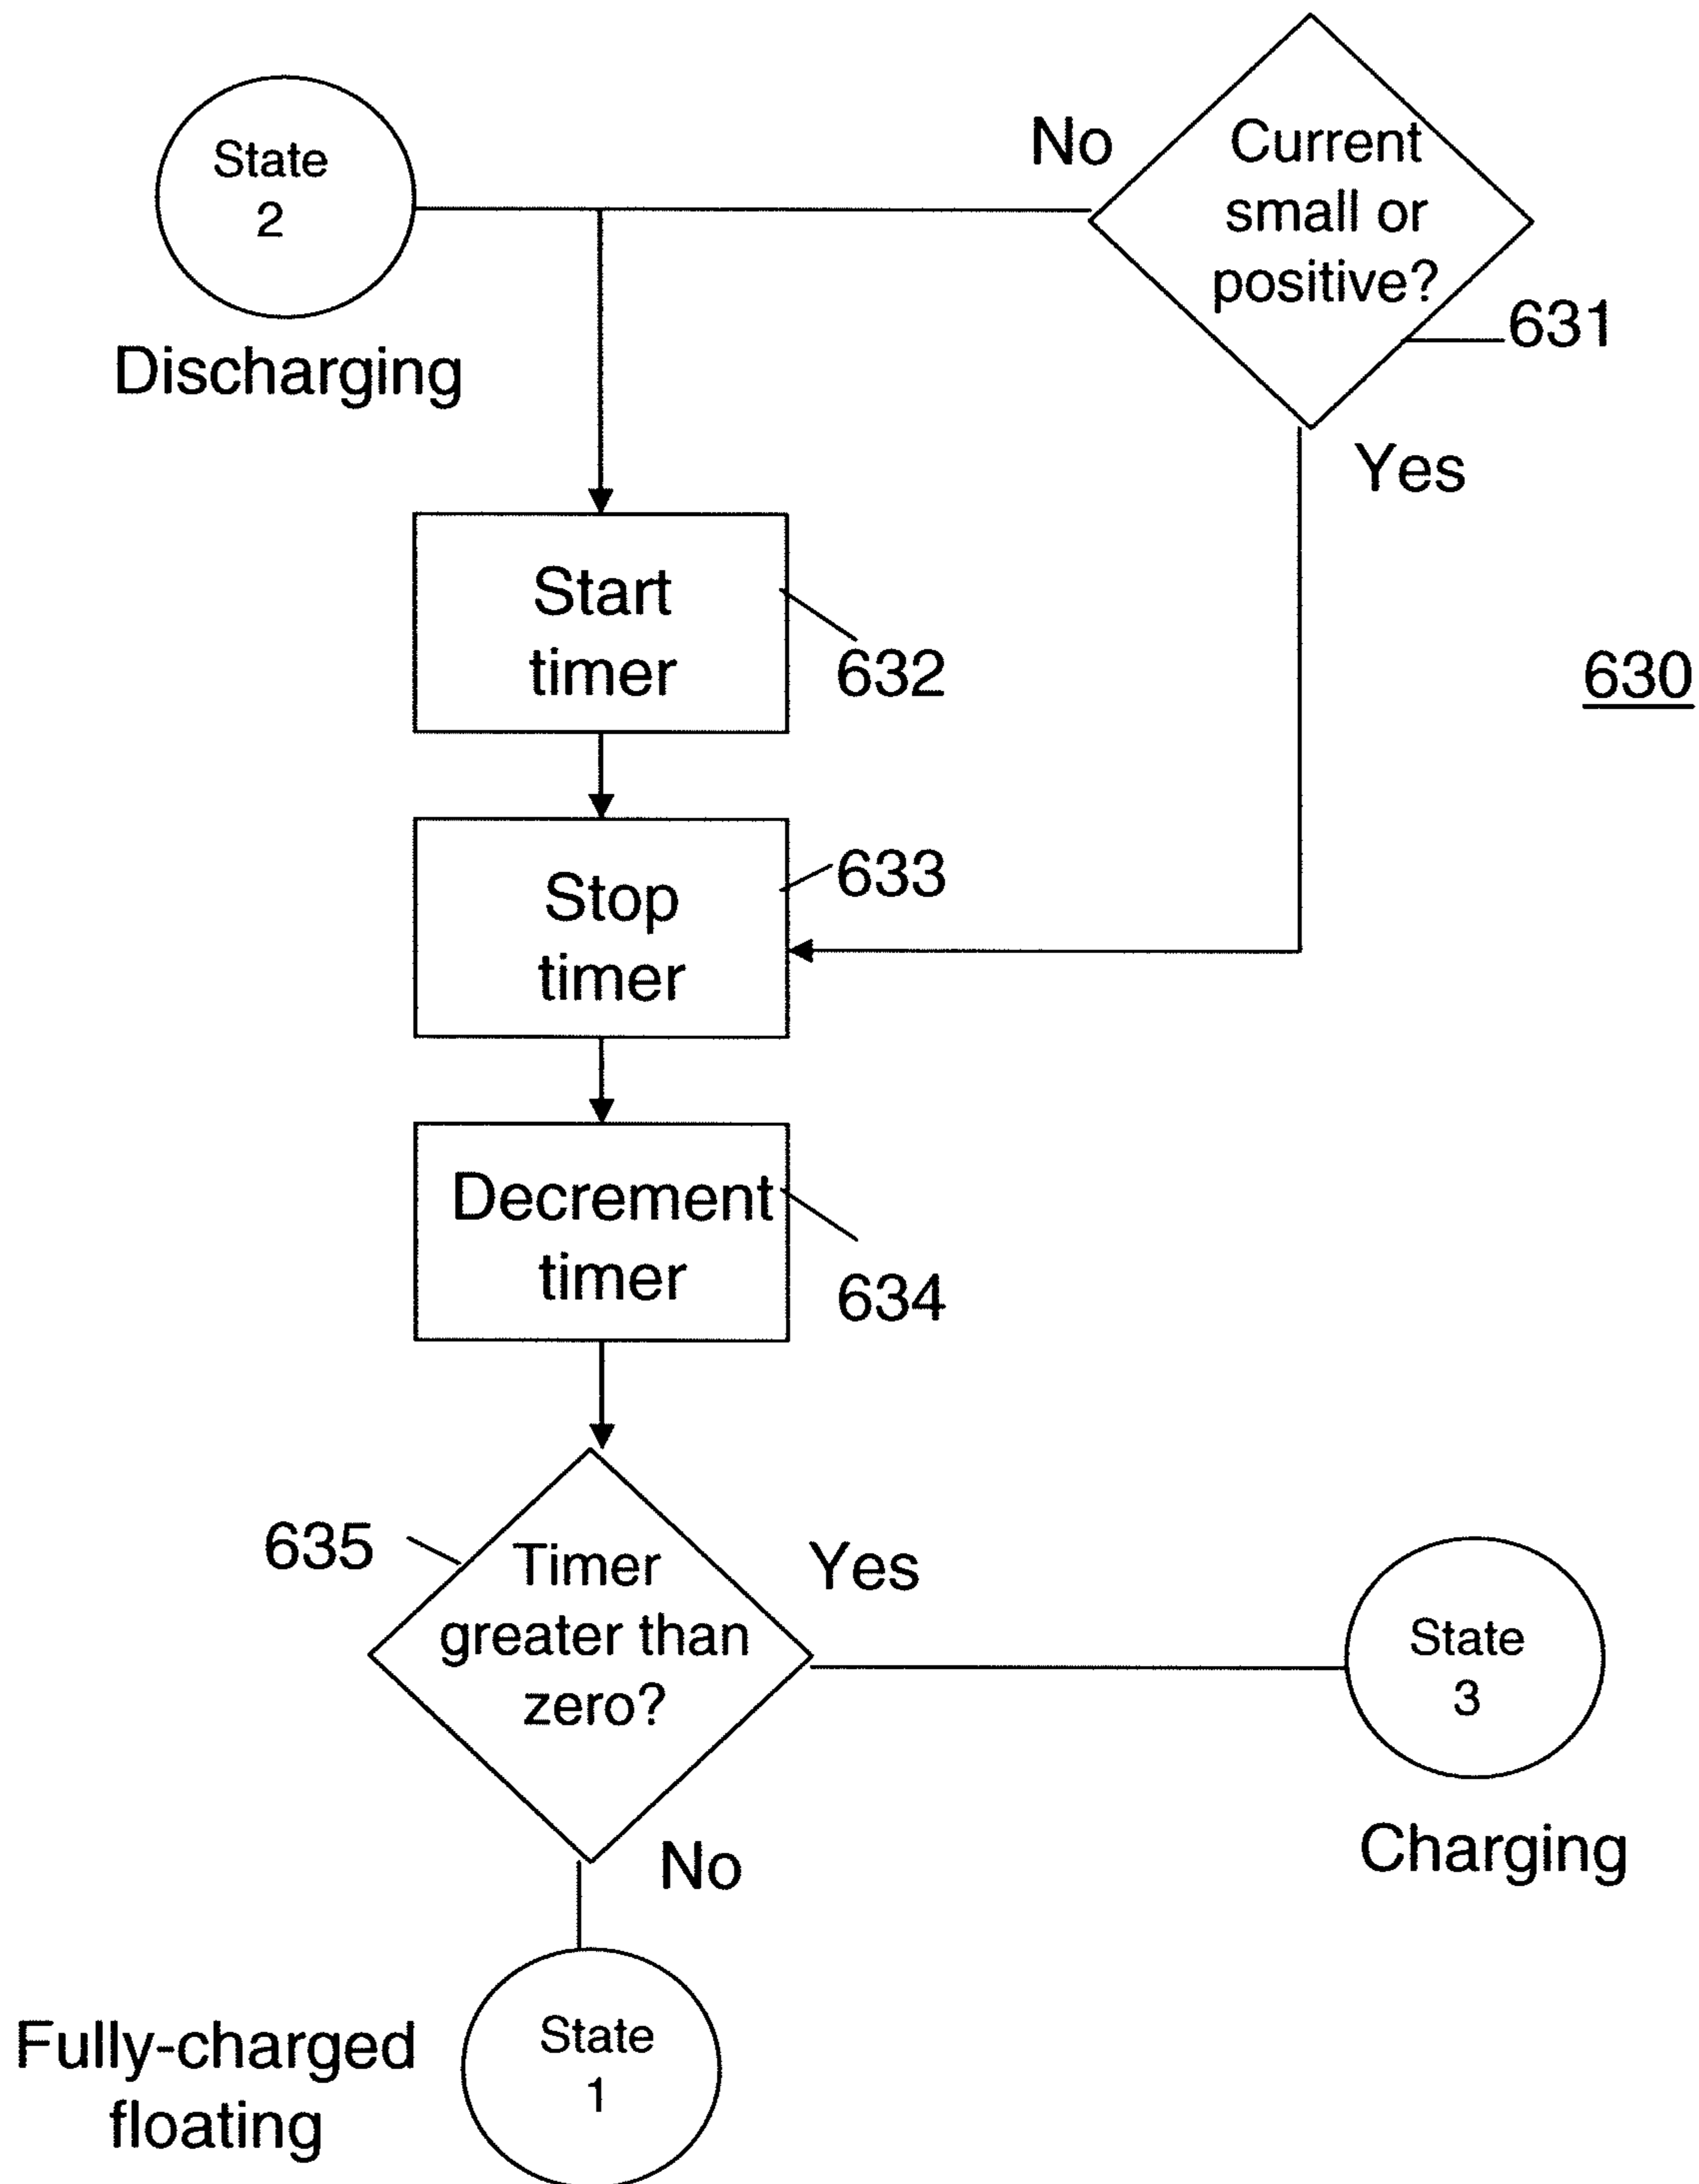 State
2
Discharging
No
Current
small or
positive?
631
Yes
Start
timer
632
630
Stop
timer
633
Decrement
timer
634
635
Timer
greater than
zero?
Yes
State
3
Charging
No
Fully-charged
floating
State
1